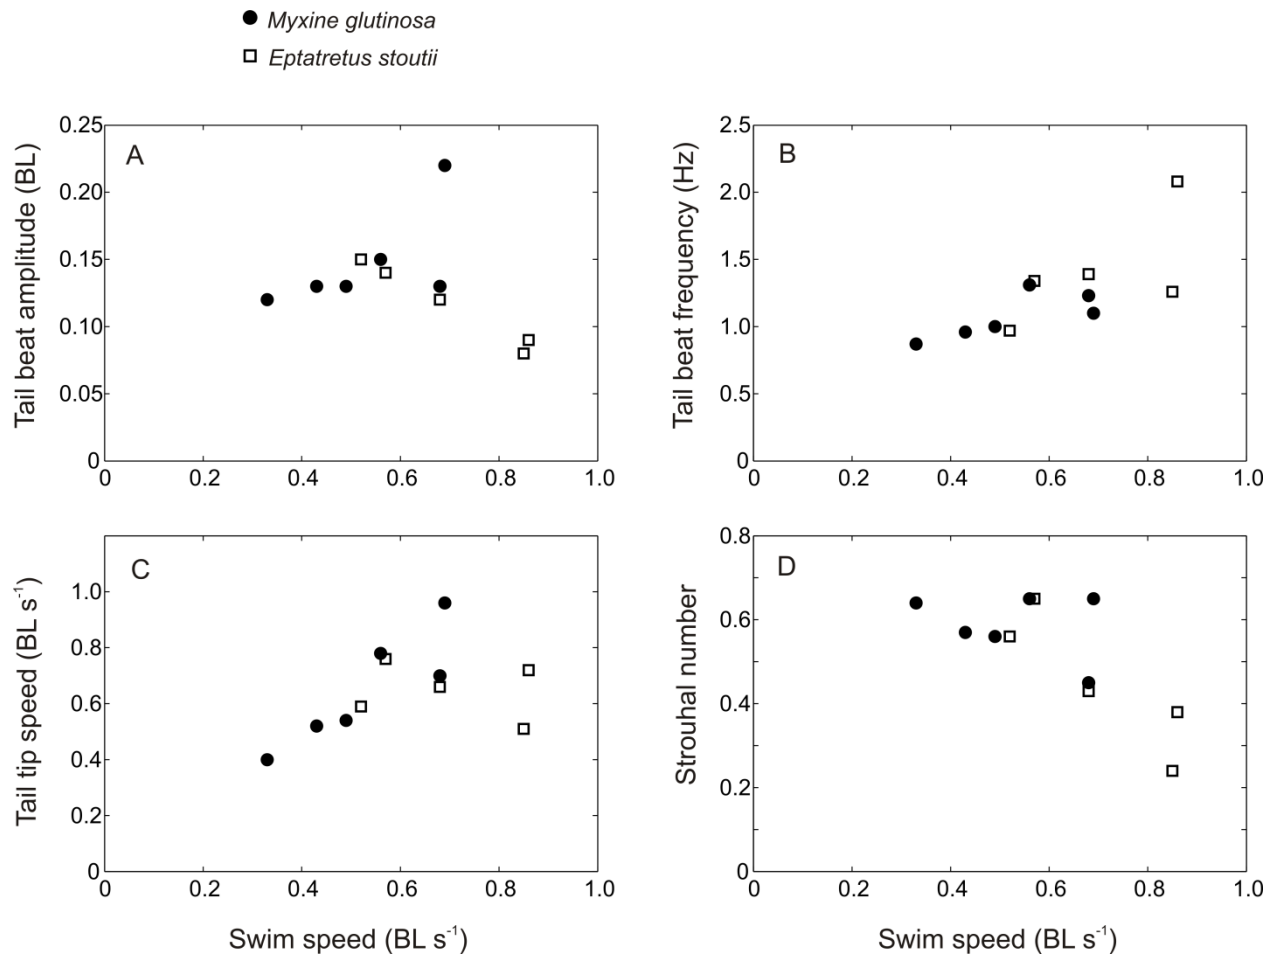 Myxine glutinosa
Eptatretus stoutii
A
Tail beat amplitude (BL)
0.25
0.20
0.15
0.10
0.05
0
0 0.2 0.4 0.6 0.8 1.0
B
Tail beat frequency (Hz)
2.5
2.0
1.5
1.0
0.5
0
0 0.2 0.4 0.6 0.8 1.0
C
Tail tip speed (BL s⁻¹)
1.0
0.8
0.6
0.4
0.2
0
0 0.2 0.4 0.6 0.8 1.0
Swim speed (BL s⁻¹)
D
Strouhal number
0.8
0.6
0.4
0.2
0
0 0.2 0.4 0.6 0.8 1.0
Swim speed (BL s⁻¹)